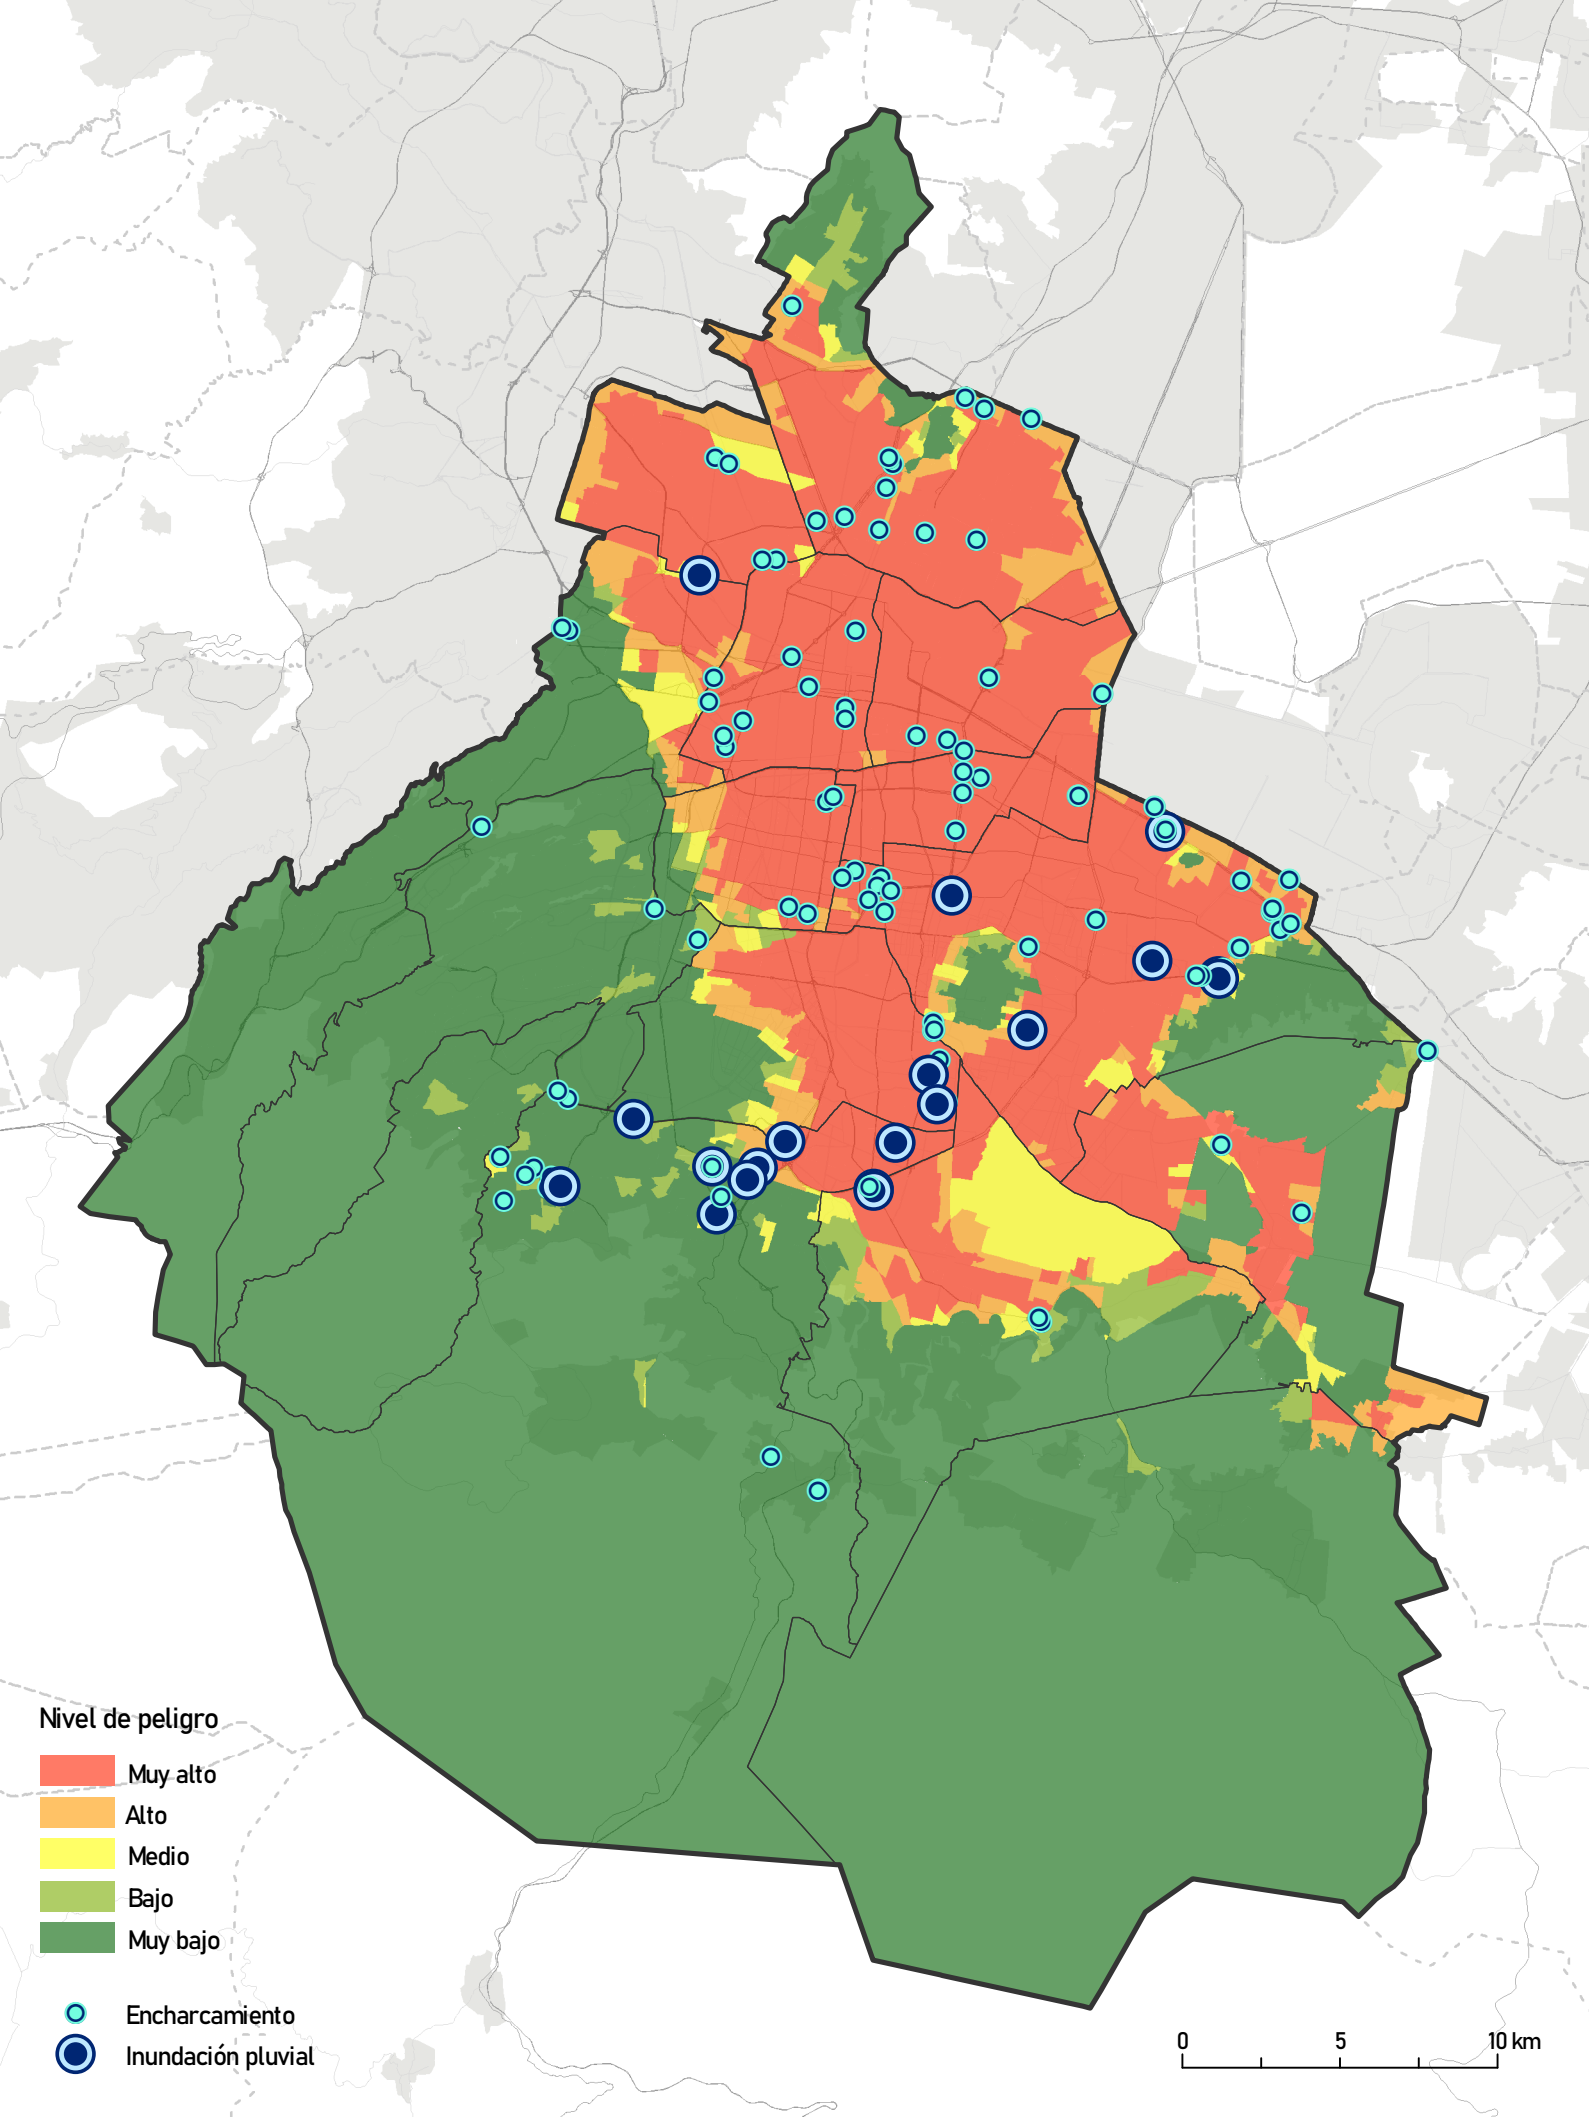 Nivel de peligro
Muy alto
Alto
Medio
Bajo
Muy bajo
Encharcamiento
Inundación pluvial
0 5 10 km